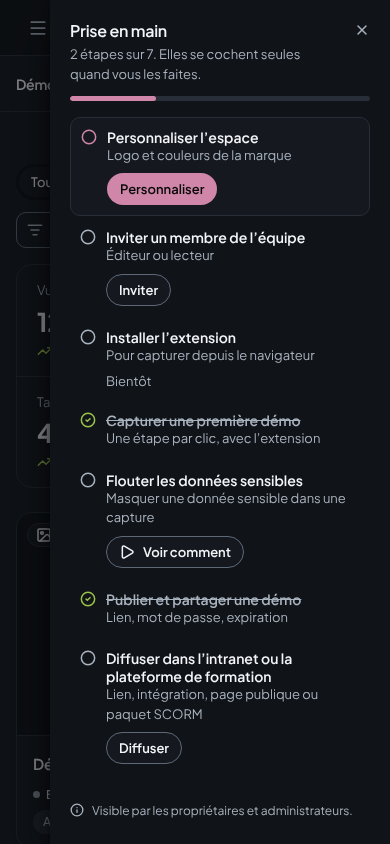 Prise en main
2 étapes sur 7. Elles se cochent seules
quand vous les faites.
Personnaliser l’espace
Logo et couleurs de la marque
Personnaliser
Inviter un membre de l’équipe
Éditeur ou lecteur
Inviter
Installer l’extension
Pour capturer depuis le navigateur
Bientôt
Capturer une première démo
Une étape par clic, avec l’extension
Flouter les données sensibles
Masquer une donnée sensible dans une
capture
Voir comment
Publier et partager une démo
Lien, mot de passe, expiration
Diffuser dans l’intranet ou la
plateforme de formation
Lien, intégration, page publique ou
paquet SCORM
Diffuser
Visible par les propriétaires et administrateurs.